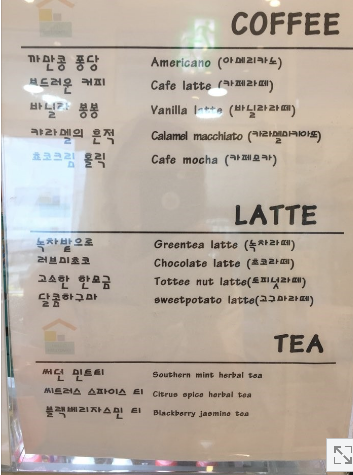 COFFEE
까만콩 퐁당 Americano (아메리카노)
부드러운 커피 Cafe latte (카페라떼)
바닐라 봉봉 Vanilla latte (바닐라라떼)
캬라멜의 흔적 Calamel macchiato (카라멜마키아또)
초코크림 홀릭 Cafe mocha (카페모카)
LATTE
녹차밭으로 Greentea latte (녹차라떼)
러브미초코 Chocolate latte (초코라떼)
고소한 한모금 Tottee nut latte(토피넛라떼)
달콤하구마 sweetpotato latte(고구마라떼)
TEA
써던 민트티 Southern mint herbal tea
씨트러스 스파이스 티 Citrus spice herbal tea
블랙베리자스민 티 Blackberry jasmine tea